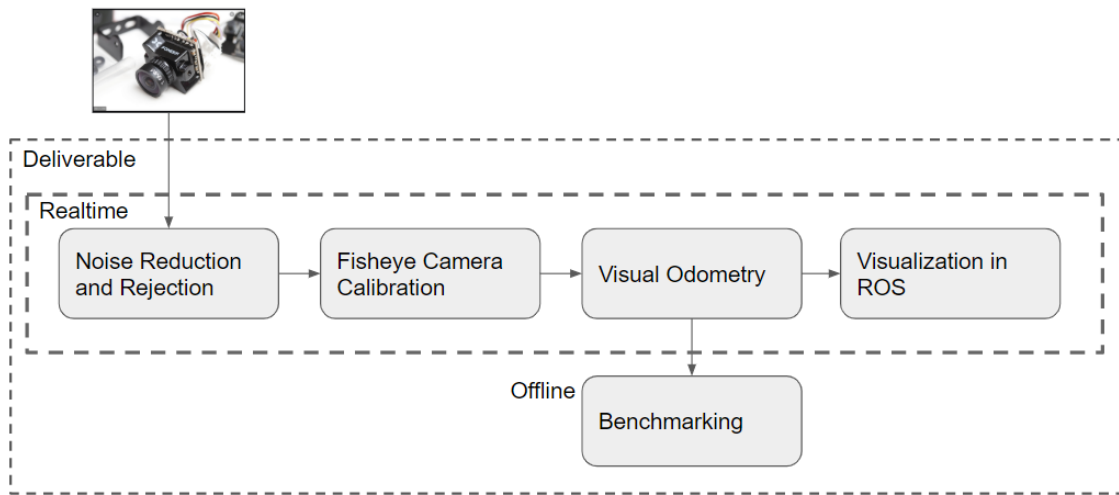 Deliverable
Realtime
Noise Reduction
and Rejection
Fisheye Camera
Calibration
Visual Odometry
Visualization in
ROS
Offline
Benchmarking